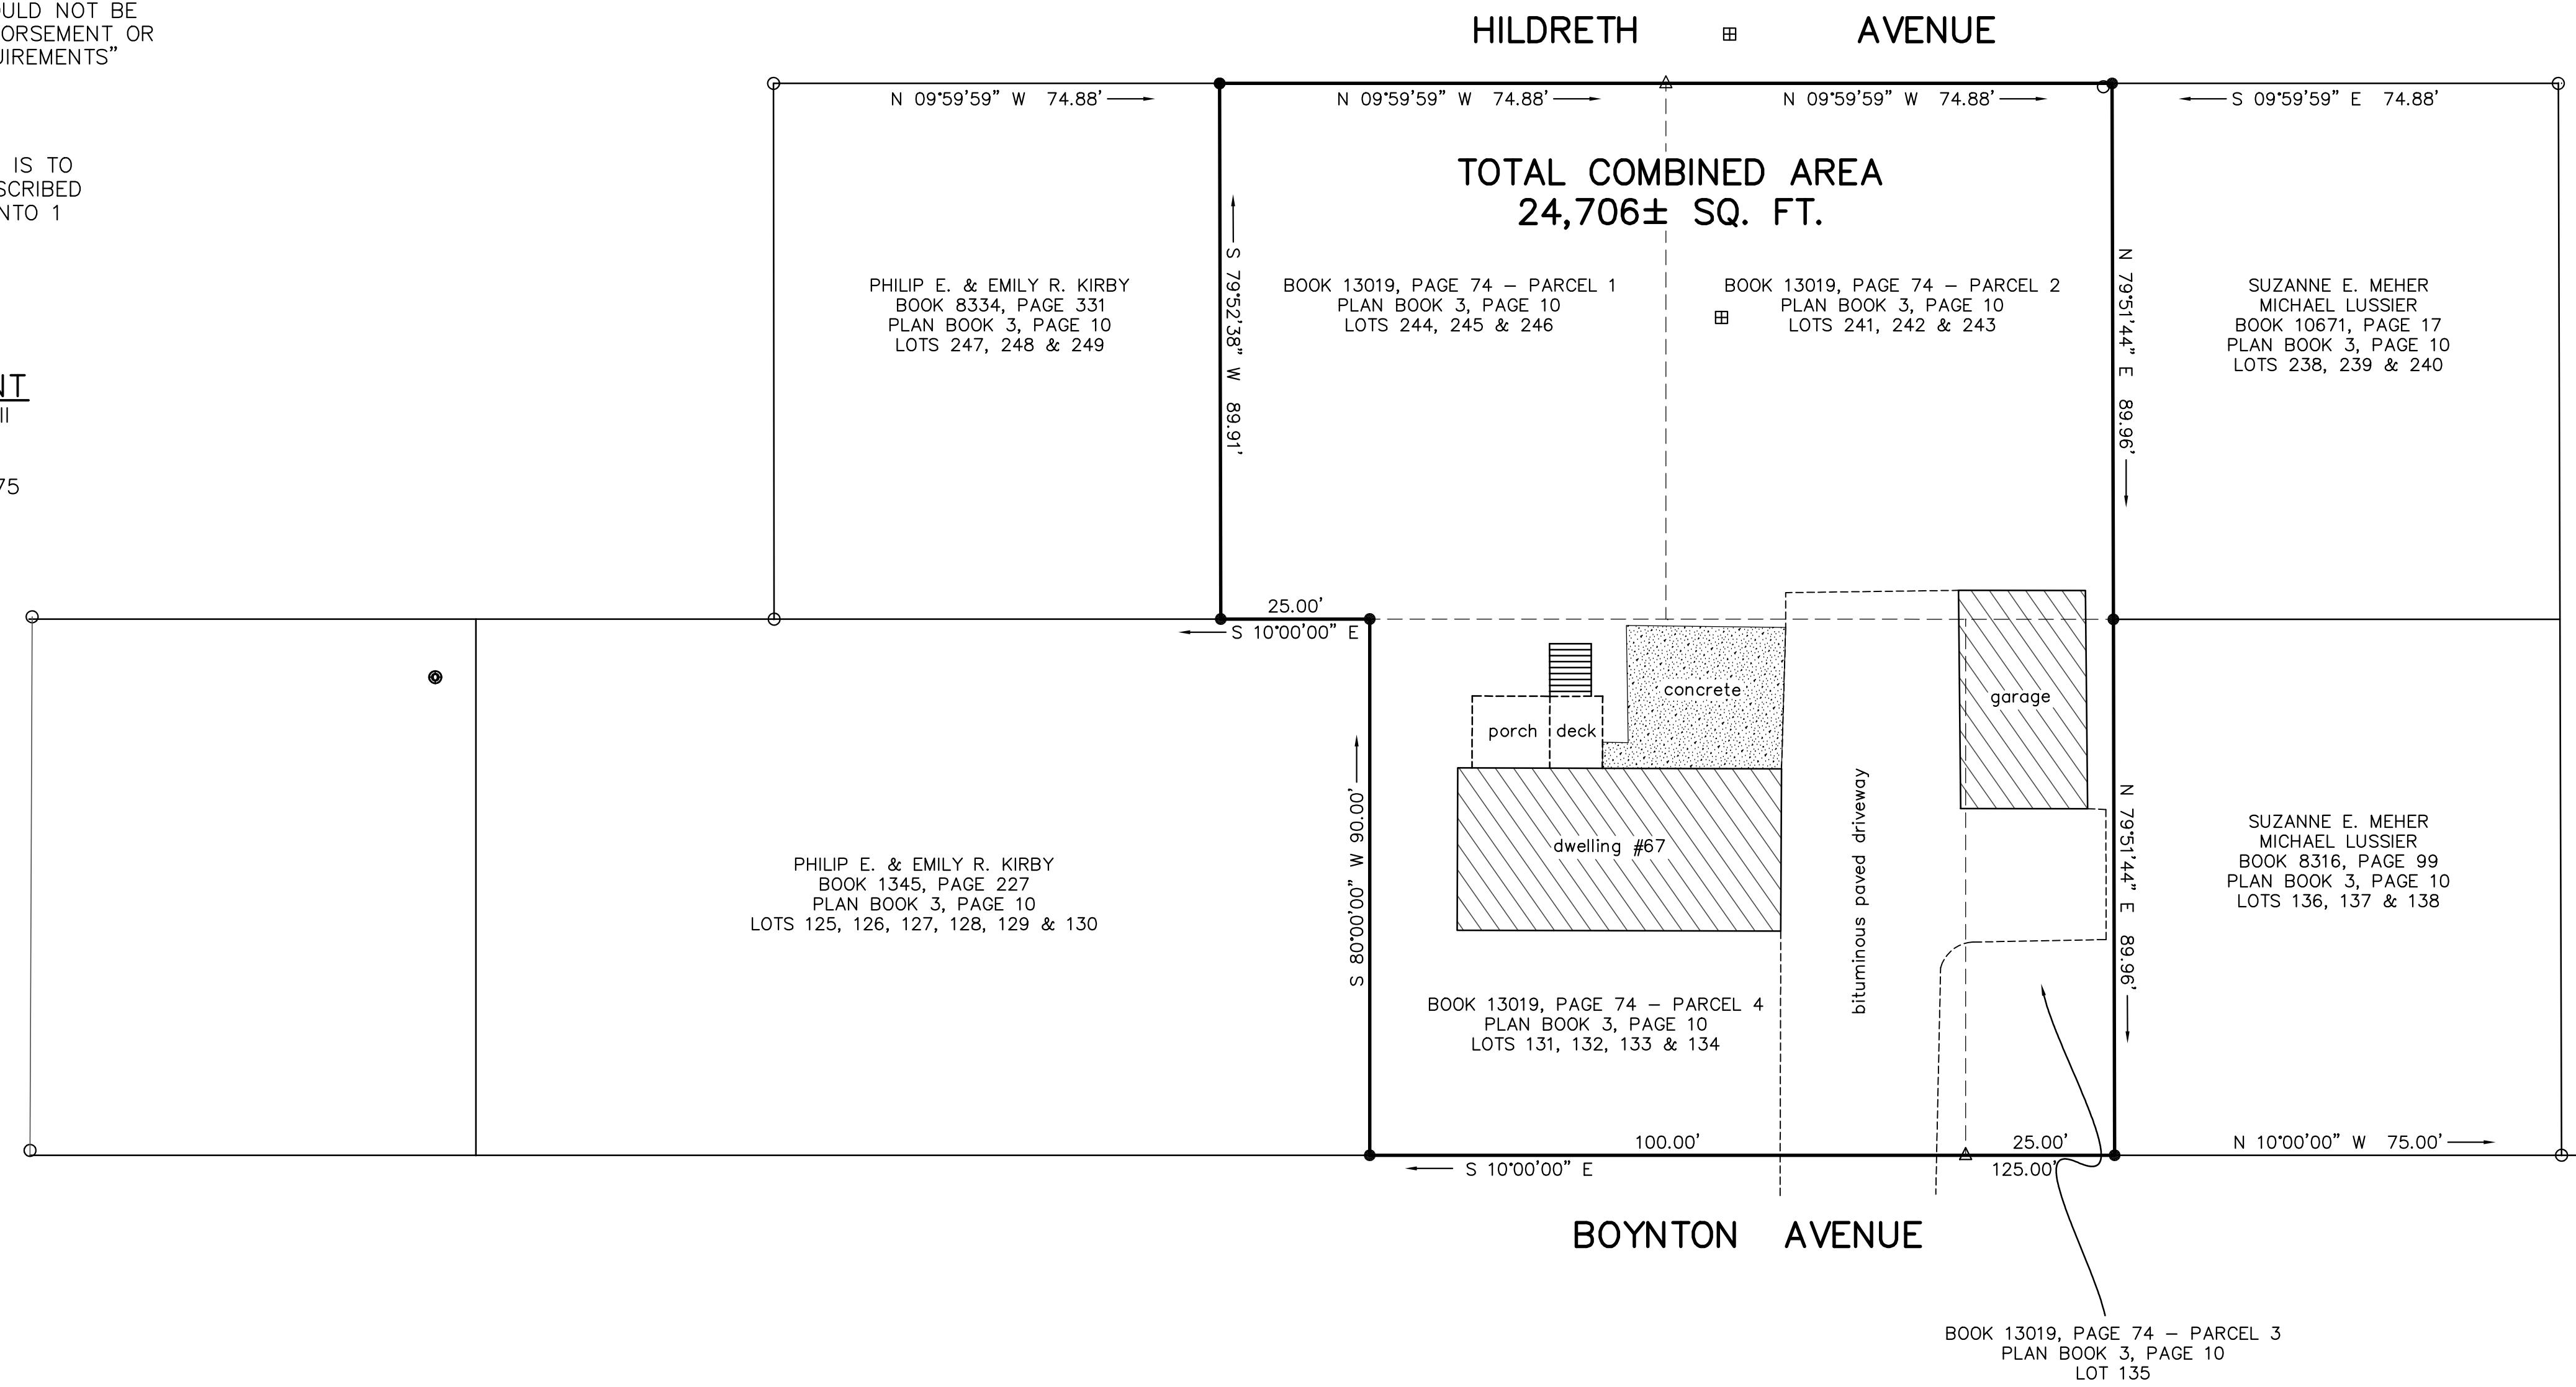 OULD NOT BE
ORSEMENT OR
UIREMENTS"
IS TO
SCRIBED
NTO 1
NT
75
HILDRETH AVENUE
N 09°59'59" W 74.88'
N 09°59'59" W 74.88'
N 09°59'59" W 74.88'
S 09°59'59" E 74.88'
TOTAL COMBINED AREA
24,706± SQ. FT.
S 79°52'38" W 89.91'
N 79°51'44" E 89.96'
PHILIP E. & EMILY R. KIRBY
BOOK 8334, PAGE 331
PLAN BOOK 3, PAGE 10
LOTS 247, 248 & 249
BOOK 13019, PAGE 74 – PARCEL 1
PLAN BOOK 3, PAGE 10
LOTS 244, 245 & 246
BOOK 13019, PAGE 74 – PARCEL 2
PLAN BOOK 3, PAGE 10
LOTS 241, 242 & 243
SUZANNE E. MEHER
MICHAEL LUSSIER
BOOK 10671, PAGE 17
PLAN BOOK 3, PAGE 10
LOTS 238, 239 & 240
25.00'
S 10°00'00" E
concrete
garage
porch
deck
dwelling #67
bituminous paved driveway
S 80°00'00" W 90.00'
N 79°51'44" E 89.96'
PHILIP E. & EMILY R. KIRBY
BOOK 1345, PAGE 227
PLAN BOOK 3, PAGE 10
LOTS 125, 126, 127, 128, 129 & 130
SUZANNE E. MEHER
MICHAEL LUSSIER
BOOK 8316, PAGE 99
PLAN BOOK 3, PAGE 10
LOTS 136, 137 & 138
BOOK 13019, PAGE 74 – PARCEL 4
PLAN BOOK 3, PAGE 10
LOTS 131, 132, 133 & 134
100.00'
25.00'
N 10°00'00" W 75.00'
S 10°00'00" E
125.00'
BOYNTON AVENUE
BOOK 13019, PAGE 74 – PARCEL 3
PLAN BOOK 3, PAGE 10
LOT 135